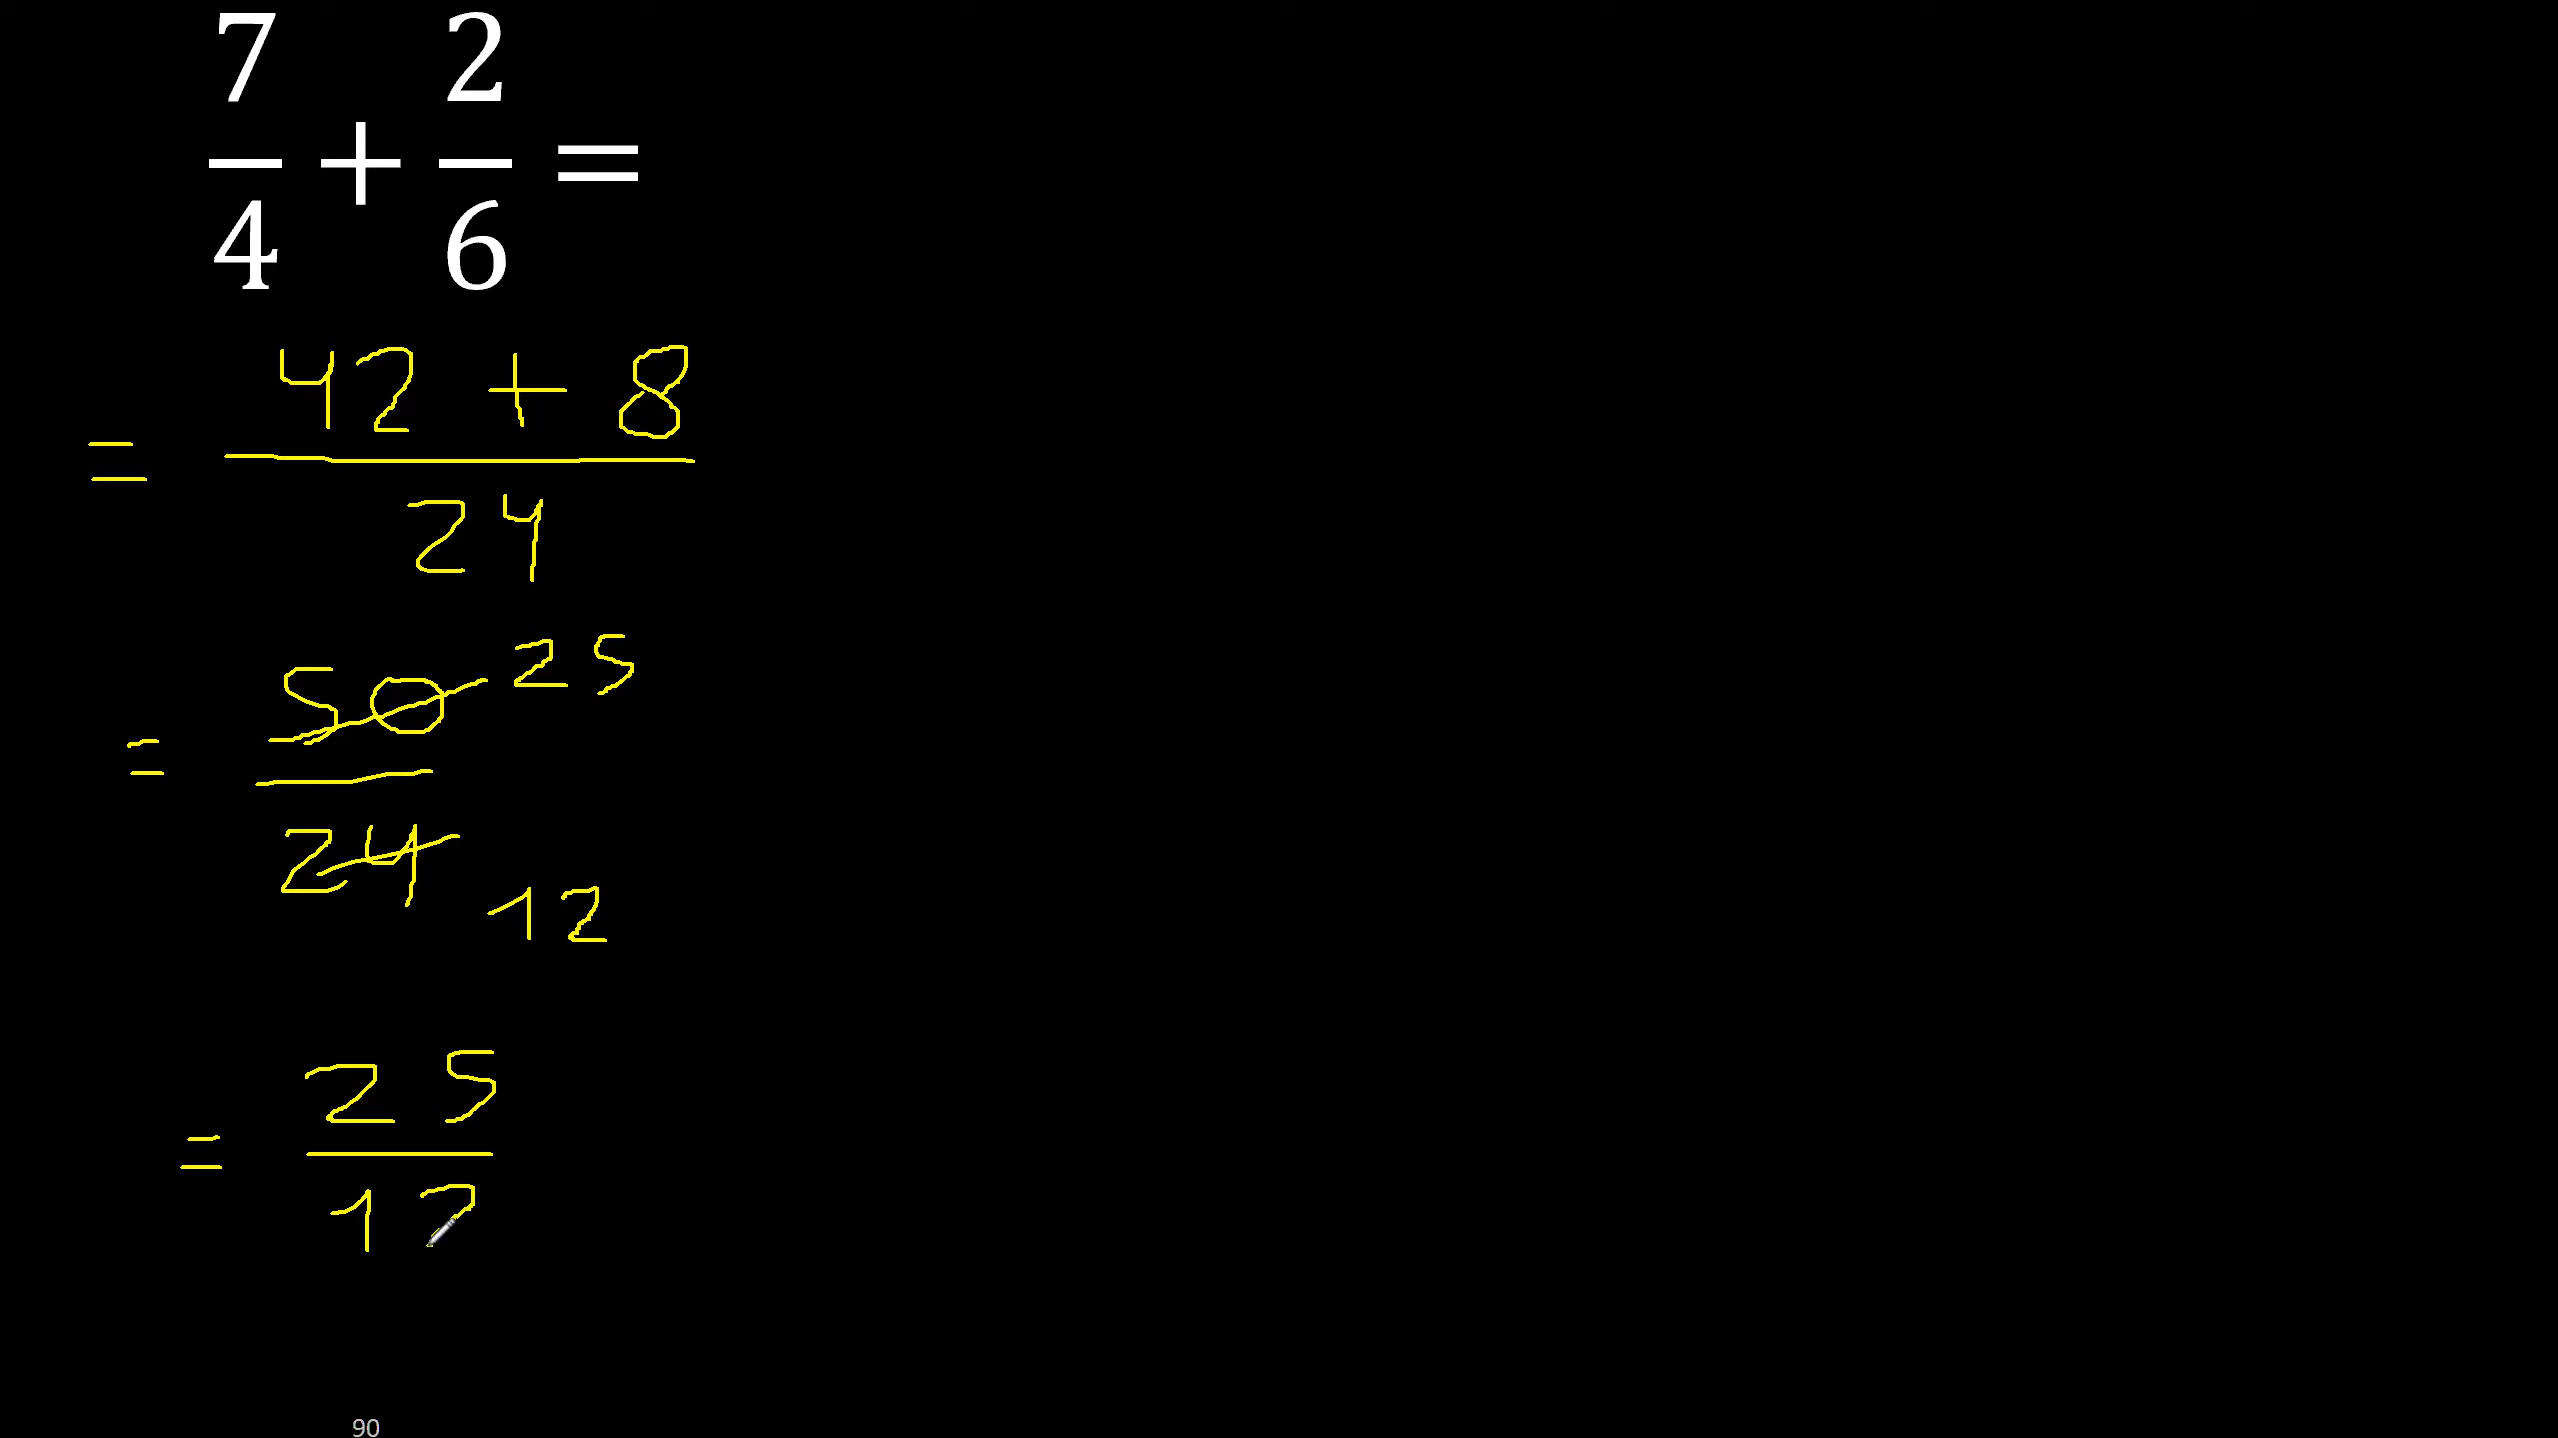 7/4 + 2/6 =
= (42 + 8)/24
= 50/24 25 12
= 25/12
90